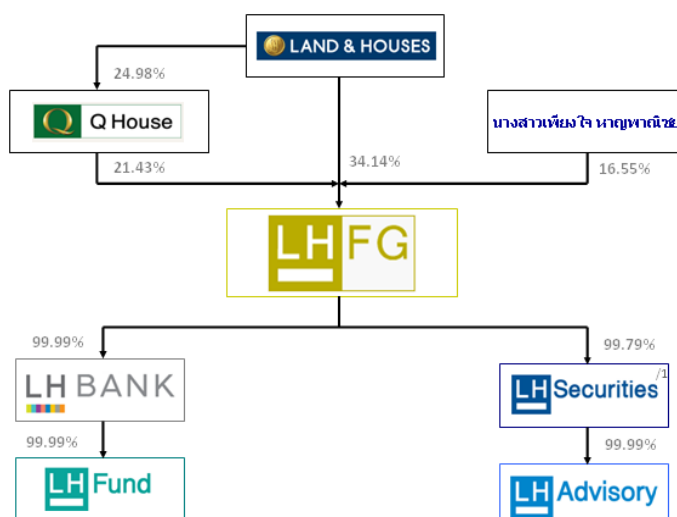 LAND & HOUSES
24.98%
Q Q House
นางสาวเพียงใจ หาญพาณิชย์
21.43%
34.14%
16.55%
LH FG
99.99%
99.79%
LH BANK
LH Securities /1
99.99%
99.99%
LH Fund
LH Advisory